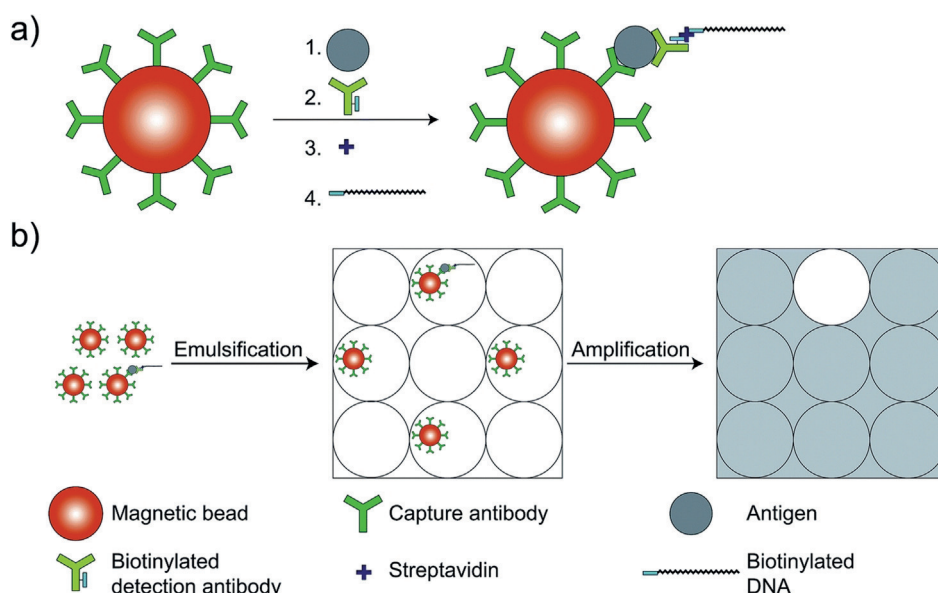 a)
1.
2.
3.
4.
b)
Emulsification
Amplification
Magnetic bead
Capture antibody
Antigen
Biotinylated
detection antibody
Streptavidin
Biotinylated
DNA